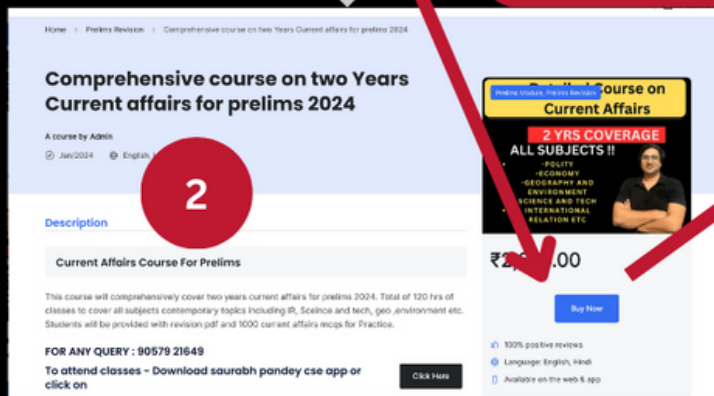 Home > Prelims Revision > Comprehensive course on two Years Current affairs for prelims 2024
Comprehensive course on two Years
Current affairs for prelims 2024
A course by Admin
Jan/2024 English,
2
Description
Current Affairs Course For Prelims
This course will comprehensively cover two years current affairs for prelims 2024. Total of 120 hrs of
classes to cover all subjects contemporary topics including IR, Sceince and tech, geo ,environment etc.
Students will be provided with revision pdf and 1000 current affairs mcqs for Practice.
FOR ANY QUERY : 90579 21649
To attend classes - Download saurabh pandey cse app or
click on
Click Here
Prelims Module, Prelims Revision
Course on
Current Affairs
2 YRS COVERAGE
ALL SUBJECTS !!
-POLITY
-ECONOMY
-GEOGRAPHY AND
ENVIRONMENT
SCIENCE AND TECH
INTERNATIONAL
RELATION ETC
.00
Buy Now
100% positive reviews
Language: English, Hindi
Available on the web & app